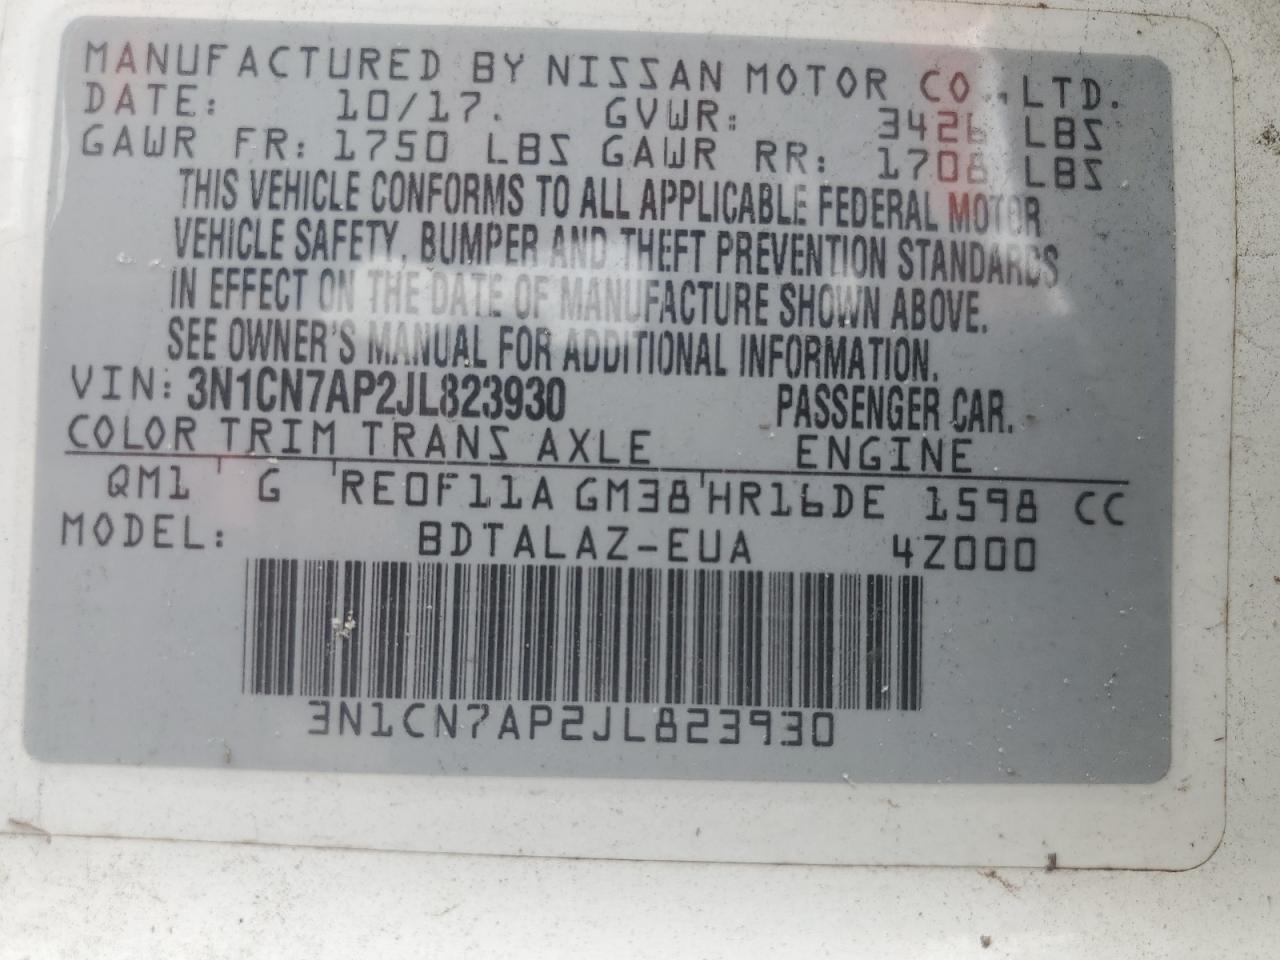 MANUFACTURED BY NISSAN MOTOR CO.,LTD.
DATE: 10/17. GVWR: 3426 LBS
GAWR FR: 1750 LBS GAWR RR: 1708 LBS
THIS VEHICLE CONFORMS TO ALL APPLICABLE FEDERAL MOTOR
VEHICLE SAFETY, BUMPER AND THEFT PREVENTION STANDARDS
IN EFFECT ON THE DATE OF MANUFACTURE SHOWN ABOVE.
SEE OWNER'S MANUAL FOR ADDITIONAL INFORMATION.
VIN: 3N1CN7AP2JL823930 PASSENGER CAR.
COLOR TRIM TRANS AXLE ENGINE
QM1 G RE0F11A GM38 HR16DE 1598 CC
MODEL: BDTALAZ-EUA 4Z000
3N1CN7AP2JL823930